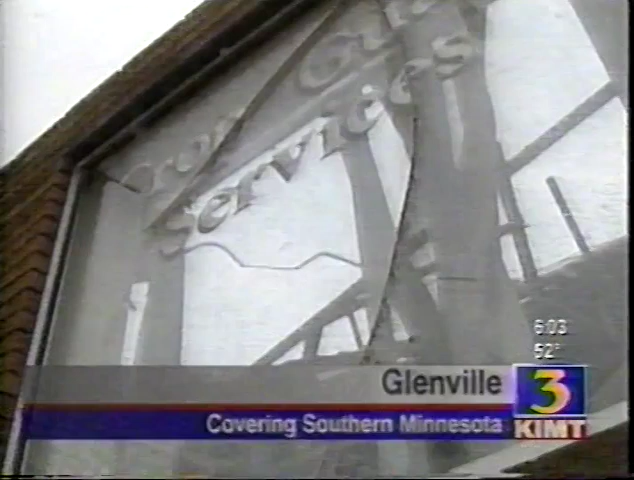 Services
6:03
52°
Glenville
3
Covering Southern Minnesota
KIMT